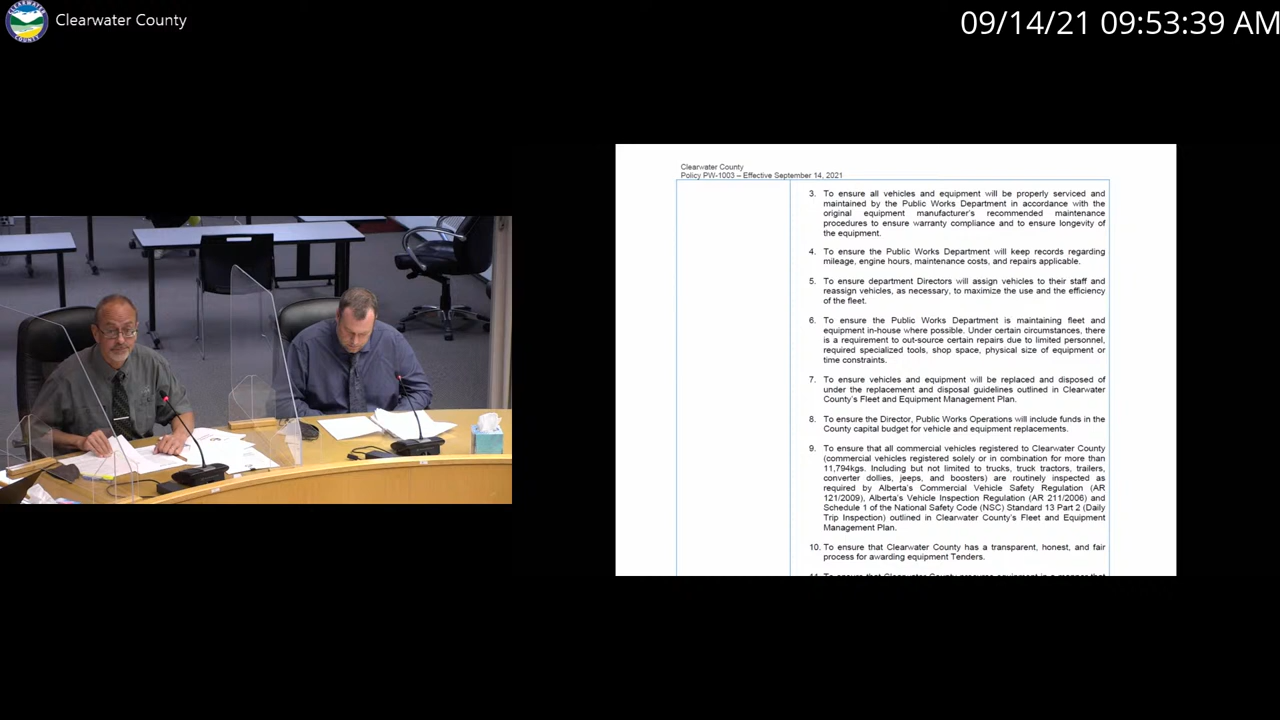 CLEARWATER
COUNTY
Clearwater County
09/14/21 09:53:39 AM
Clearwater County
Policy PW-1003 – Effective September 14, 2021
3. To ensure all vehicles and equipment will be properly serviced and
maintained by the Public Works Department in accordance with the
original equipment manufacturer's recommended maintenance
procedures to ensure warranty compliance and to ensure longevity of
the equipment.
4. To ensure the Public Works Department will keep records regarding
mileage, engine hours, maintenance costs, and repairs applicable.
5. To ensure department Directors will assign vehicles to their staff and
reassign vehicles, as necessary, to maximize the use and the efficiency
of the fleet.
6. To ensure the Public Works Department is maintaining fleet and
equipment in-house where possible. Under certain circumstances, there
is a requirement to out-source certain repairs due to limited personnel,
required specialized tools, shop space, physical size of equipment or
time constraints.
7. To ensure vehicles and equipment will be replaced and disposed of
under the replacement and disposal guidelines outlined in Clearwater
County's Fleet and Equipment Management Plan.
8. To ensure the Director, Public Works Operations will include funds in the
County capital budget for vehicle and equipment replacements.
9. To ensure that all commercial vehicles registered to Clearwater County
(commercial vehicles registered solely or in combination for more than
11,794kgs. Including but not limited to trucks, truck tractors, trailers,
converter dollies, jeeps, and boosters) are routinely inspected as
required by Alberta's Commercial Vehicle Safety Regulation (AR
121/2009), Alberta's Vehicle Inspection Regulation (AR 211/2006) and
Schedule 1 of the National Safety Code (NSC) Standard 13 Part 2 (Daily
Trip Inspection) outlined in Clearwater County's Fleet and Equipment
Management Plan.
10. To ensure that Clearwater County has a transparent, honest, and fair
process for awarding equipment Tenders.
11. To ensure that Clearwater County procure equipment in a manner that